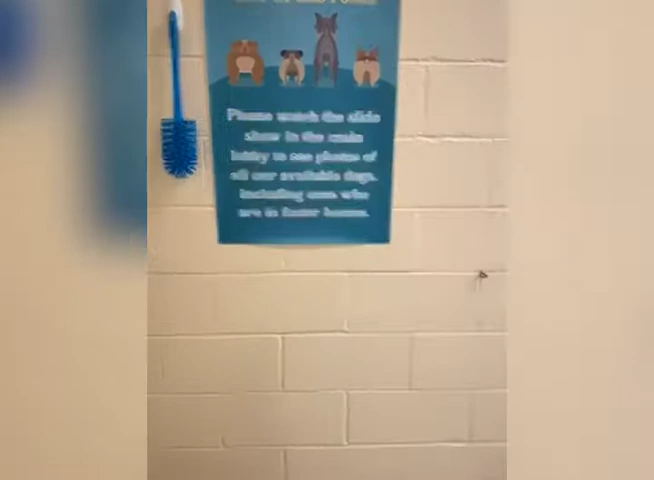 Please watch the slide
show in the main
lobby to see photos of
all our available dogs,
including ones who
are in foster homes.